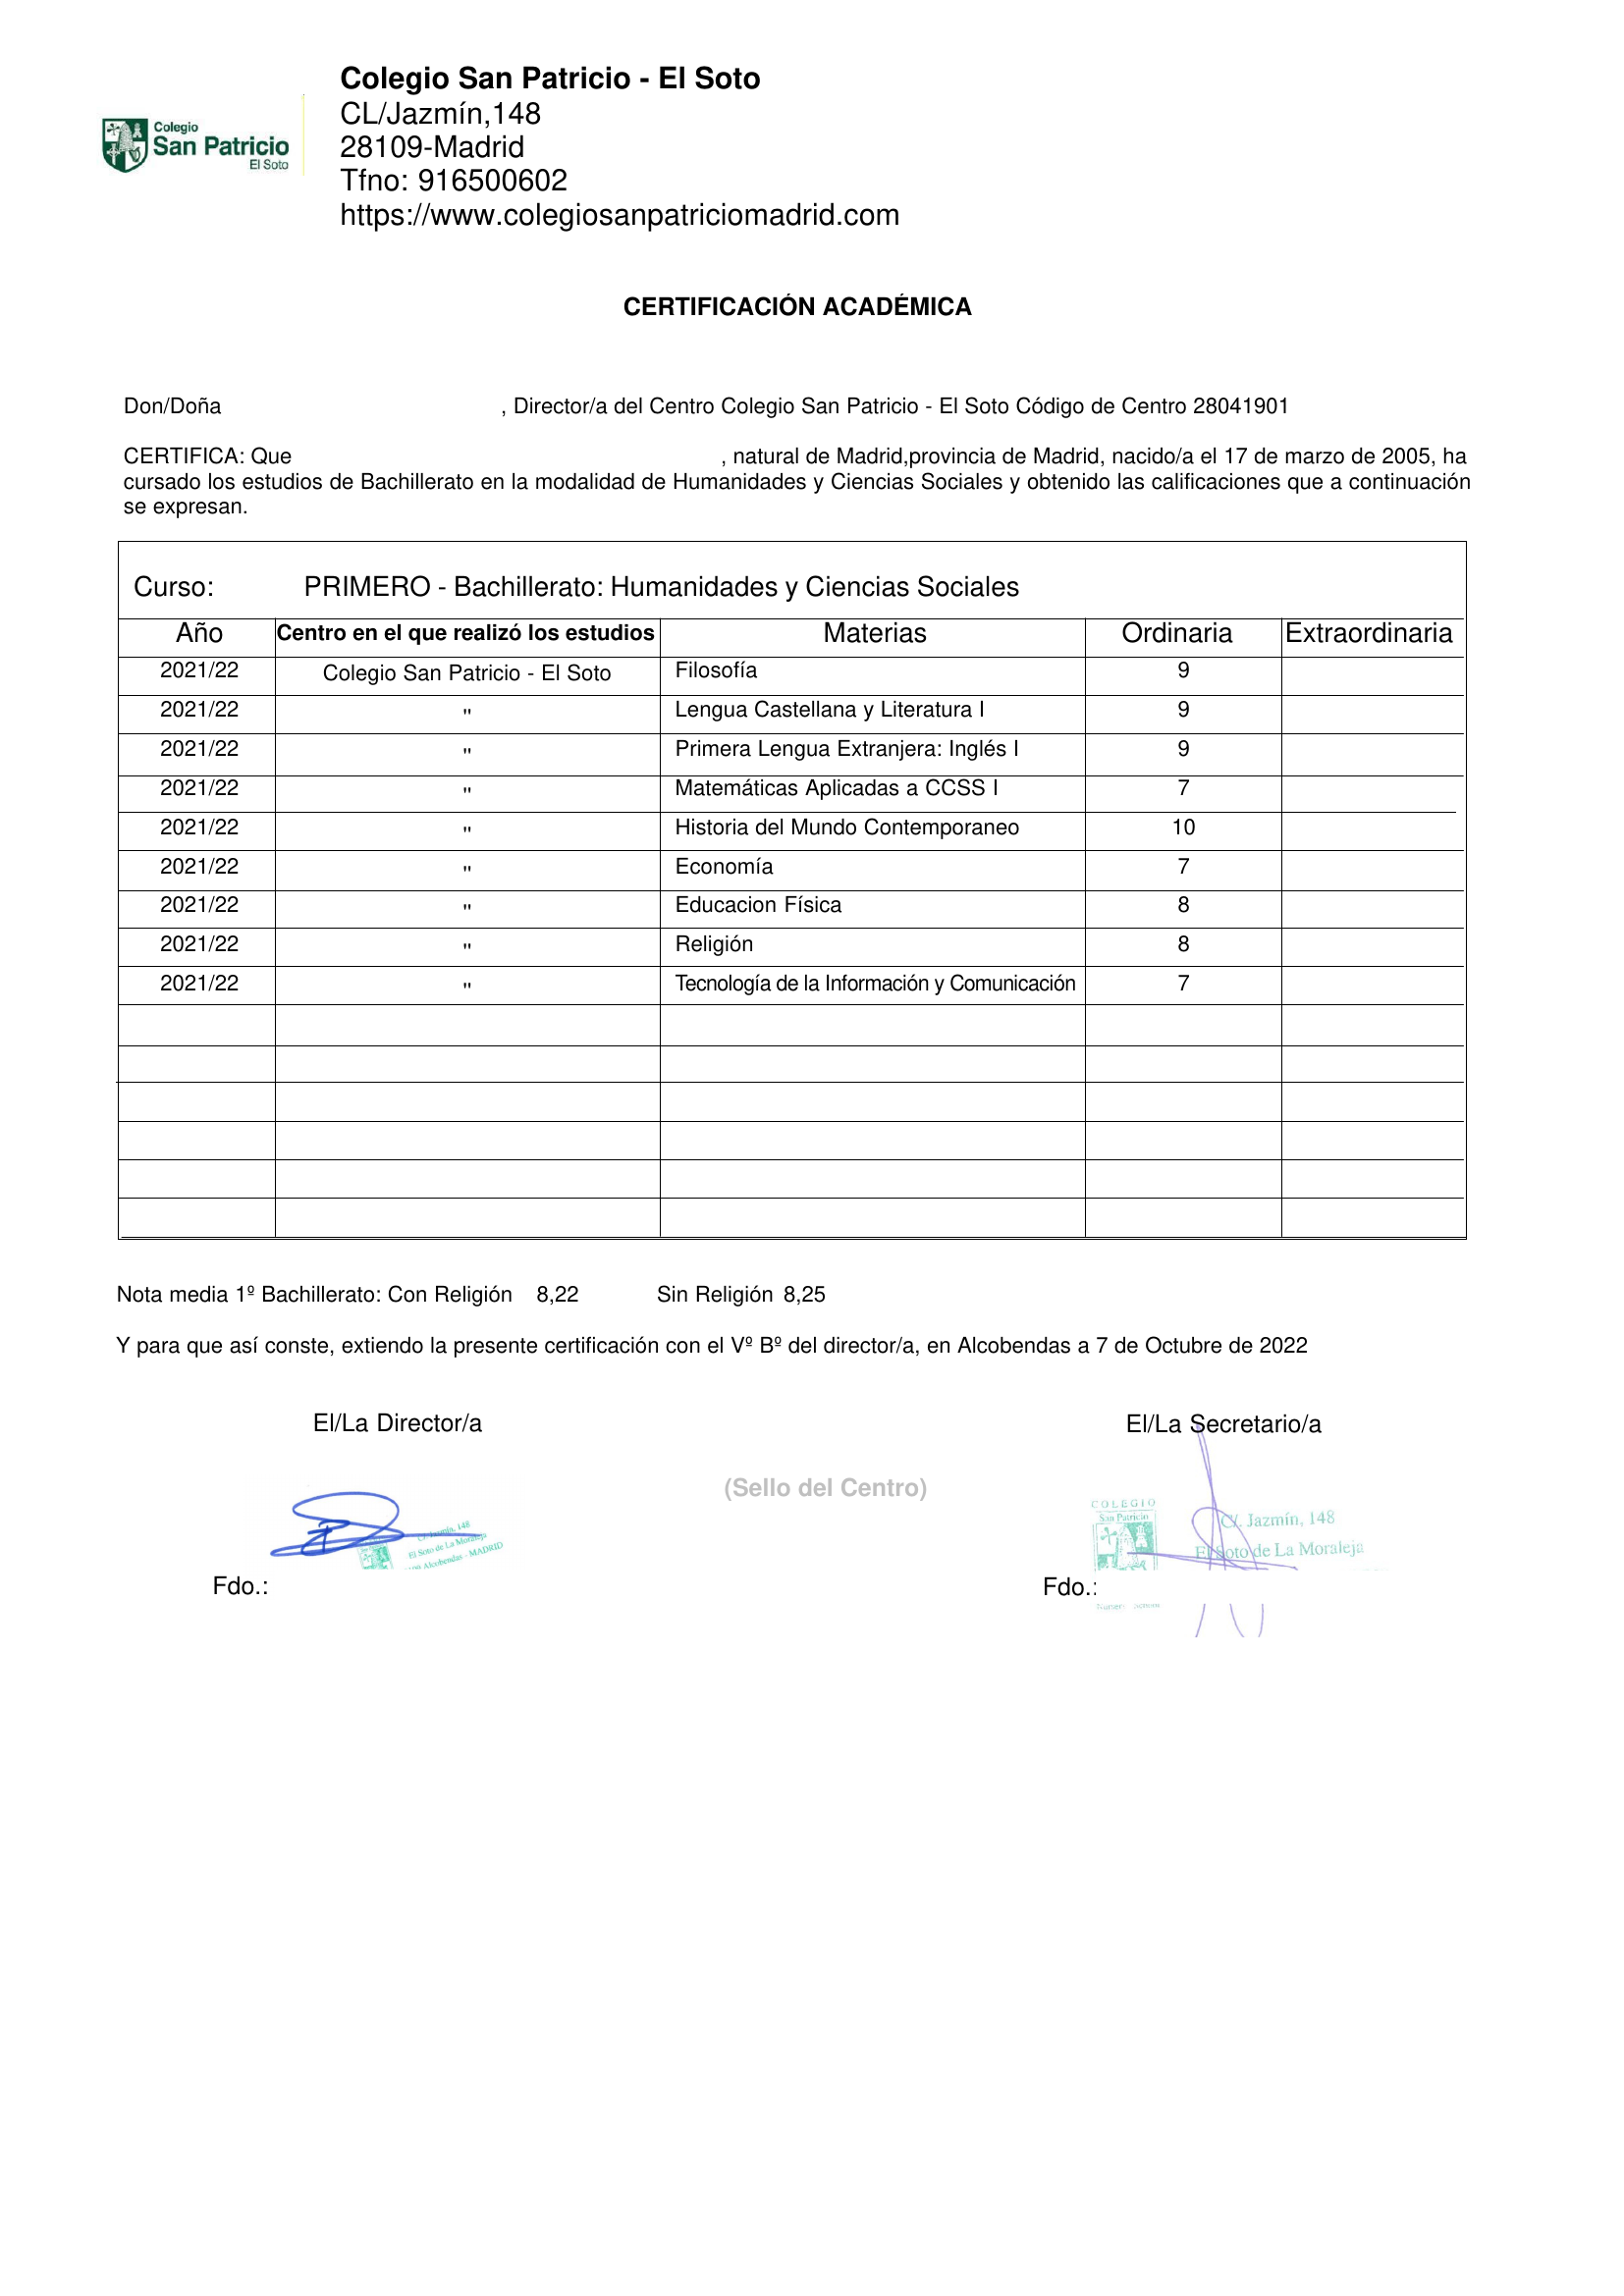 Colegio San Patricio - El Soto
CL/Jazmín,148
28109-Madrid
Tfno: 916500602
https://www.colegiosanpatriciomadrid.com
Colegio
San Patricio
El Soto
CERTIFICACIÓN ACADÉMICA
Don/Doña , Director/a del Centro Colegio San Patricio - El Soto Código de Centro 28041901
CERTIFICA: Que , natural de Madrid,provincia de Madrid, nacido/a el 17 de marzo de 2005, ha
cursado los estudios de Bachillerato en la modalidad de Humanidades y Ciencias Sociales y obtenido las calificaciones que a continuación
se expresan.
Curso: PRIMERO - Bachillerato: Humanidades y Ciencias Sociales
Año Centro en el que realizó los estudios Materias Ordinaria Extraordinaria
2021/22 Colegio San Patricio - El Soto Filosofía 9
2021/22 " Lengua Castellana y Literatura I 9
2021/22 " Primera Lengua Extranjera: Inglés I 9
2021/22 " Matemáticas Aplicadas a CCSS I 7
2021/22 " Historia del Mundo Contemporaneo 10
2021/22 " Economía 7
2021/22 " Educacion Física 8
2021/22 " Religión 8
2021/22 " Tecnología de la Información y Comunicación 7
Nota media 1º Bachillerato: Con Religión 8,22 Sin Religión 8,25
Y para que así conste, extiendo la presente certificación con el Vº Bº del director/a, en Alcobendas a 7 de Octubre de 2022
El/La Director/a El/La Secretario/a
(Sello del Centro)
C/. Jazmín, 148
El Soto de La Moraleja
Alcobendas - MADRID
COLEGIO
San Patricio
C/. Jazmín, 148
El Soto de La Moraleja
Fdo.: Fdo.: